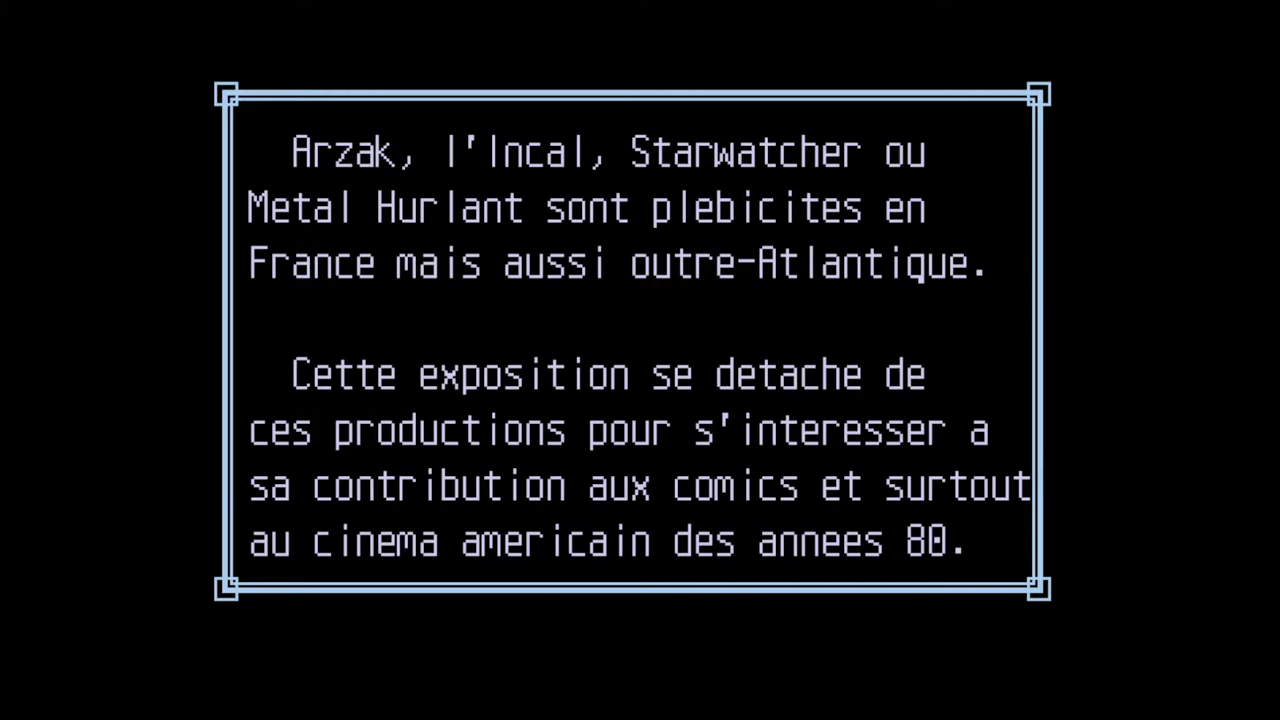 Arzak, l'Incal, Starwatcher ou
Metal Hurlant sont plebicites en
France mais aussi outre-Atlantique.
Cette exposition se detache de
ces productions pour s'interesser a
sa contribution aux comics et surtout
au cinema americain des annees 80.